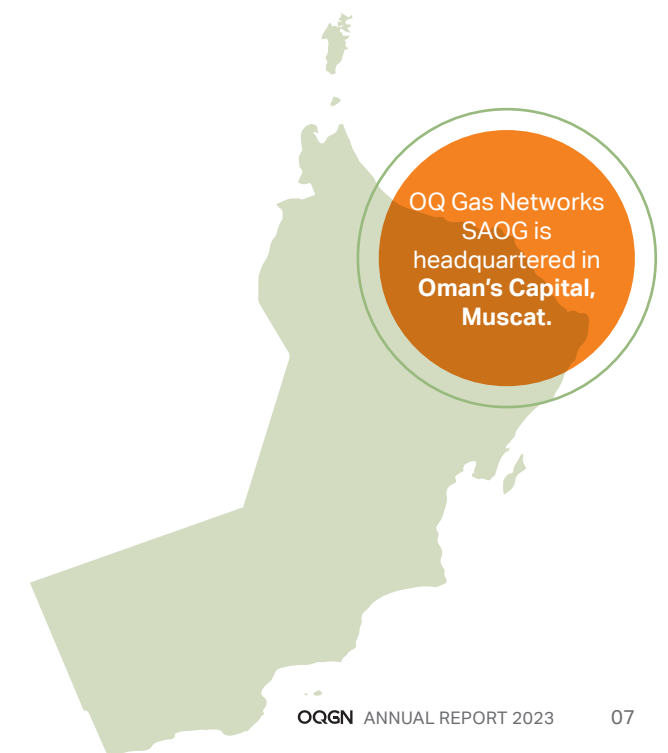 OQ Gas Networks
SAOG is
headquartered in
Oman's Capital,
Muscat.
OQGN ANNUAL REPORT 2023 07